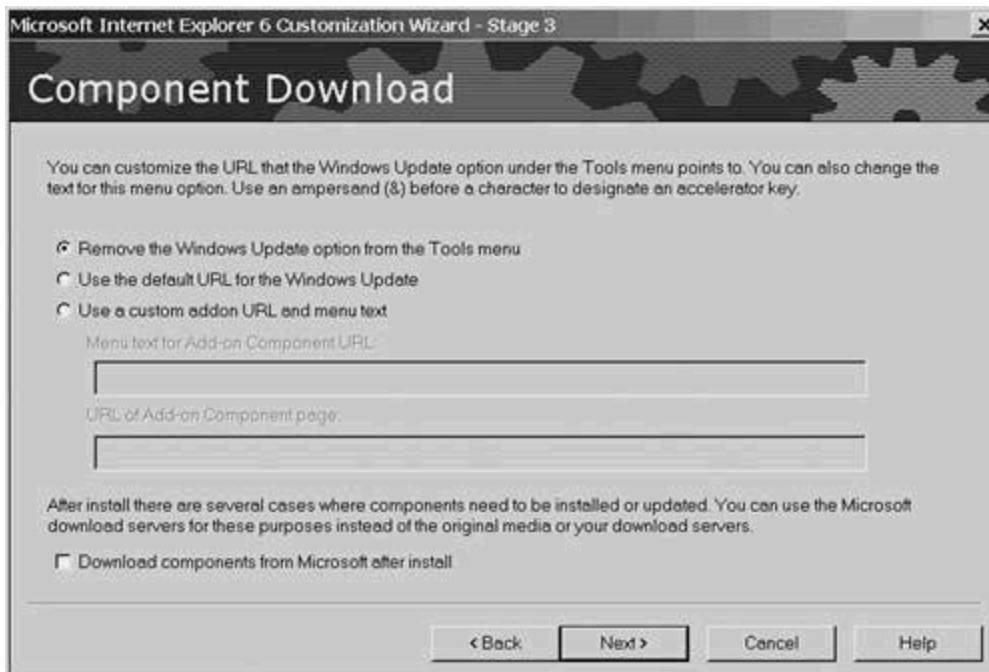 Microsoft Internet Explorer 6 Customization Wizard - Stage 3
Component Download
You can customize the URL that the Windows Update option under the Tools menu points to. You can also change the
text for this menu option. Use an ampersand (&) before a character to designate an accelerator key.
Remove the Windows Update option from the Tools menu
Use the default URL for the Windows Update
Use a custom addon URL and menu text
Menu text for Add-on Component URL:
URL of Add-on Component page:
After install there are several cases where components need to be installed or updated. You can use the Microsoft
download servers for these purposes instead of the original media or your download servers.
Download components from Microsoft after install
< Back Next > Cancel Help